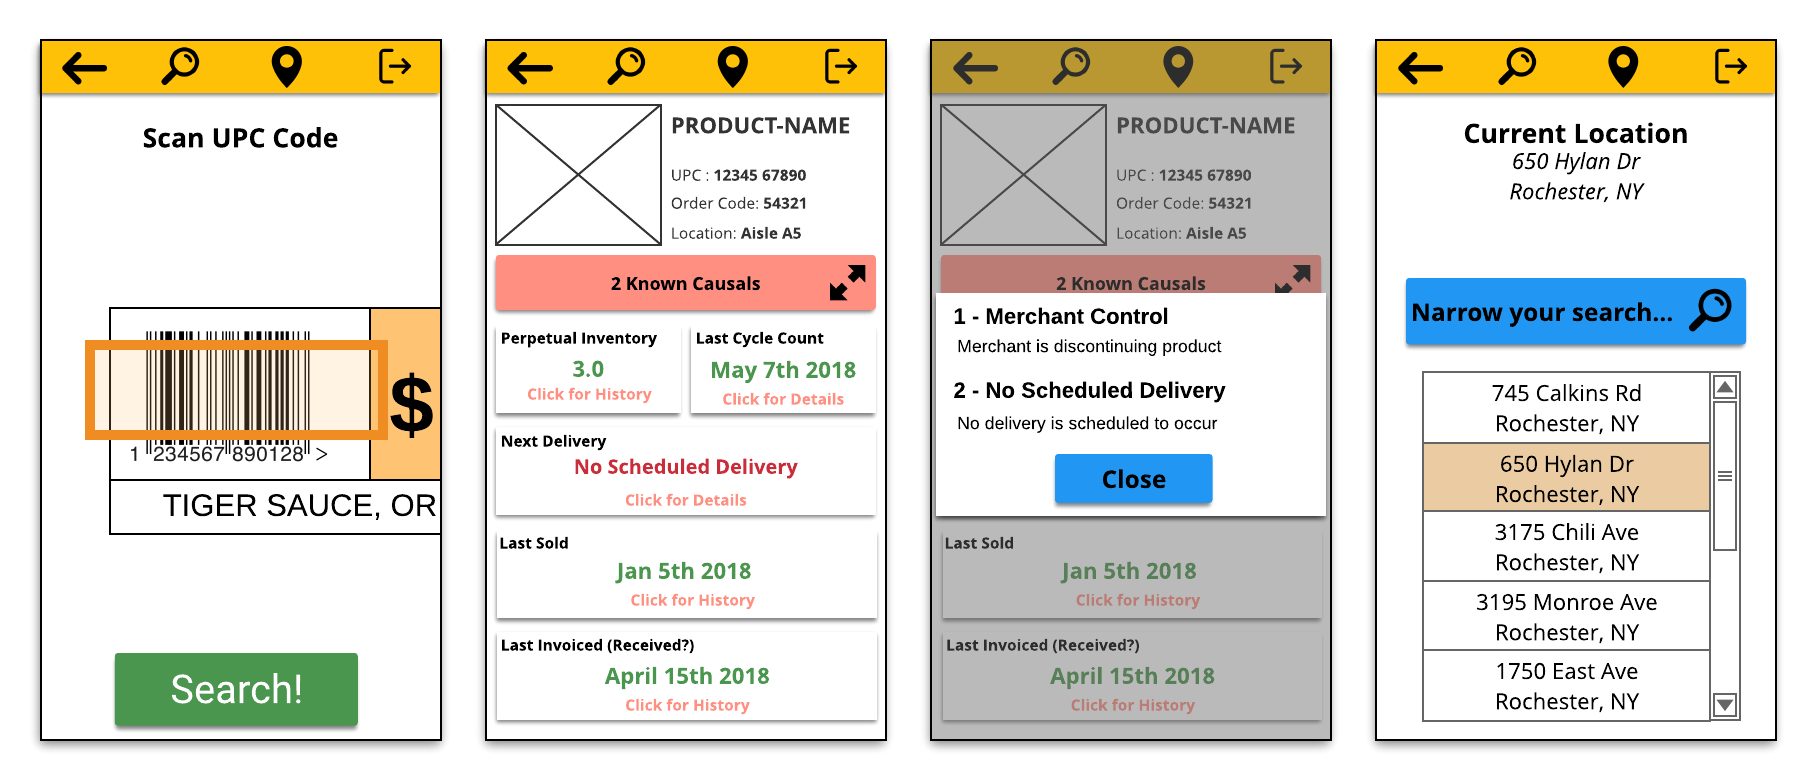 Scan UPC Code
$
1 234567 890128 >
TIGER SAUCE, OR
Search!
PRODUCT-NAME
UPC : 12345 67890
Order Code: 54321
Location: Aisle A5
2 Known Causals
Perpetual Inventory
3.0
Click for History
Last Cycle Count
May 7th 2018
Click for Details
Next Delivery
No Scheduled Delivery
Click for Details
Last Sold
Jan 5th 2018
Click for History
Last Invoiced (Received?)
April 15th 2018
Click for History
PRODUCT-NAME
UPC : 12345 67890
Order Code: 54321
Location: Aisle A5
2 Known Causals
1 - Merchant Control
Merchant is discontinuing product
2 - No Scheduled Delivery
No delivery is scheduled to occur
Close
Last Sold
Jan 5th 2018
Click for History
Last Invoiced (Received?)
April 15th 2018
Click for History
Current Location
650 Hylan Dr
Rochester, NY
Narrow your search...
745 Calkins Rd
Rochester, NY
650 Hylan Dr
Rochester, NY
3175 Chili Ave
Rochester, NY
3195 Monroe Ave
Rochester, NY
1750 East Ave
Rochester, NY